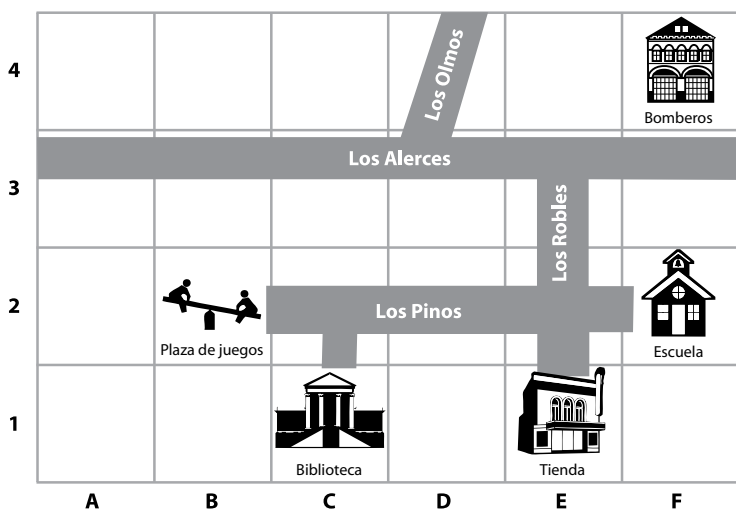 4
Los Olmos
Bomberos
Los Alerces
3
Los Robles
2
Los Pinos
Plaza de juegos
Escuela
1
Biblioteca
Tienda
A B C D E F